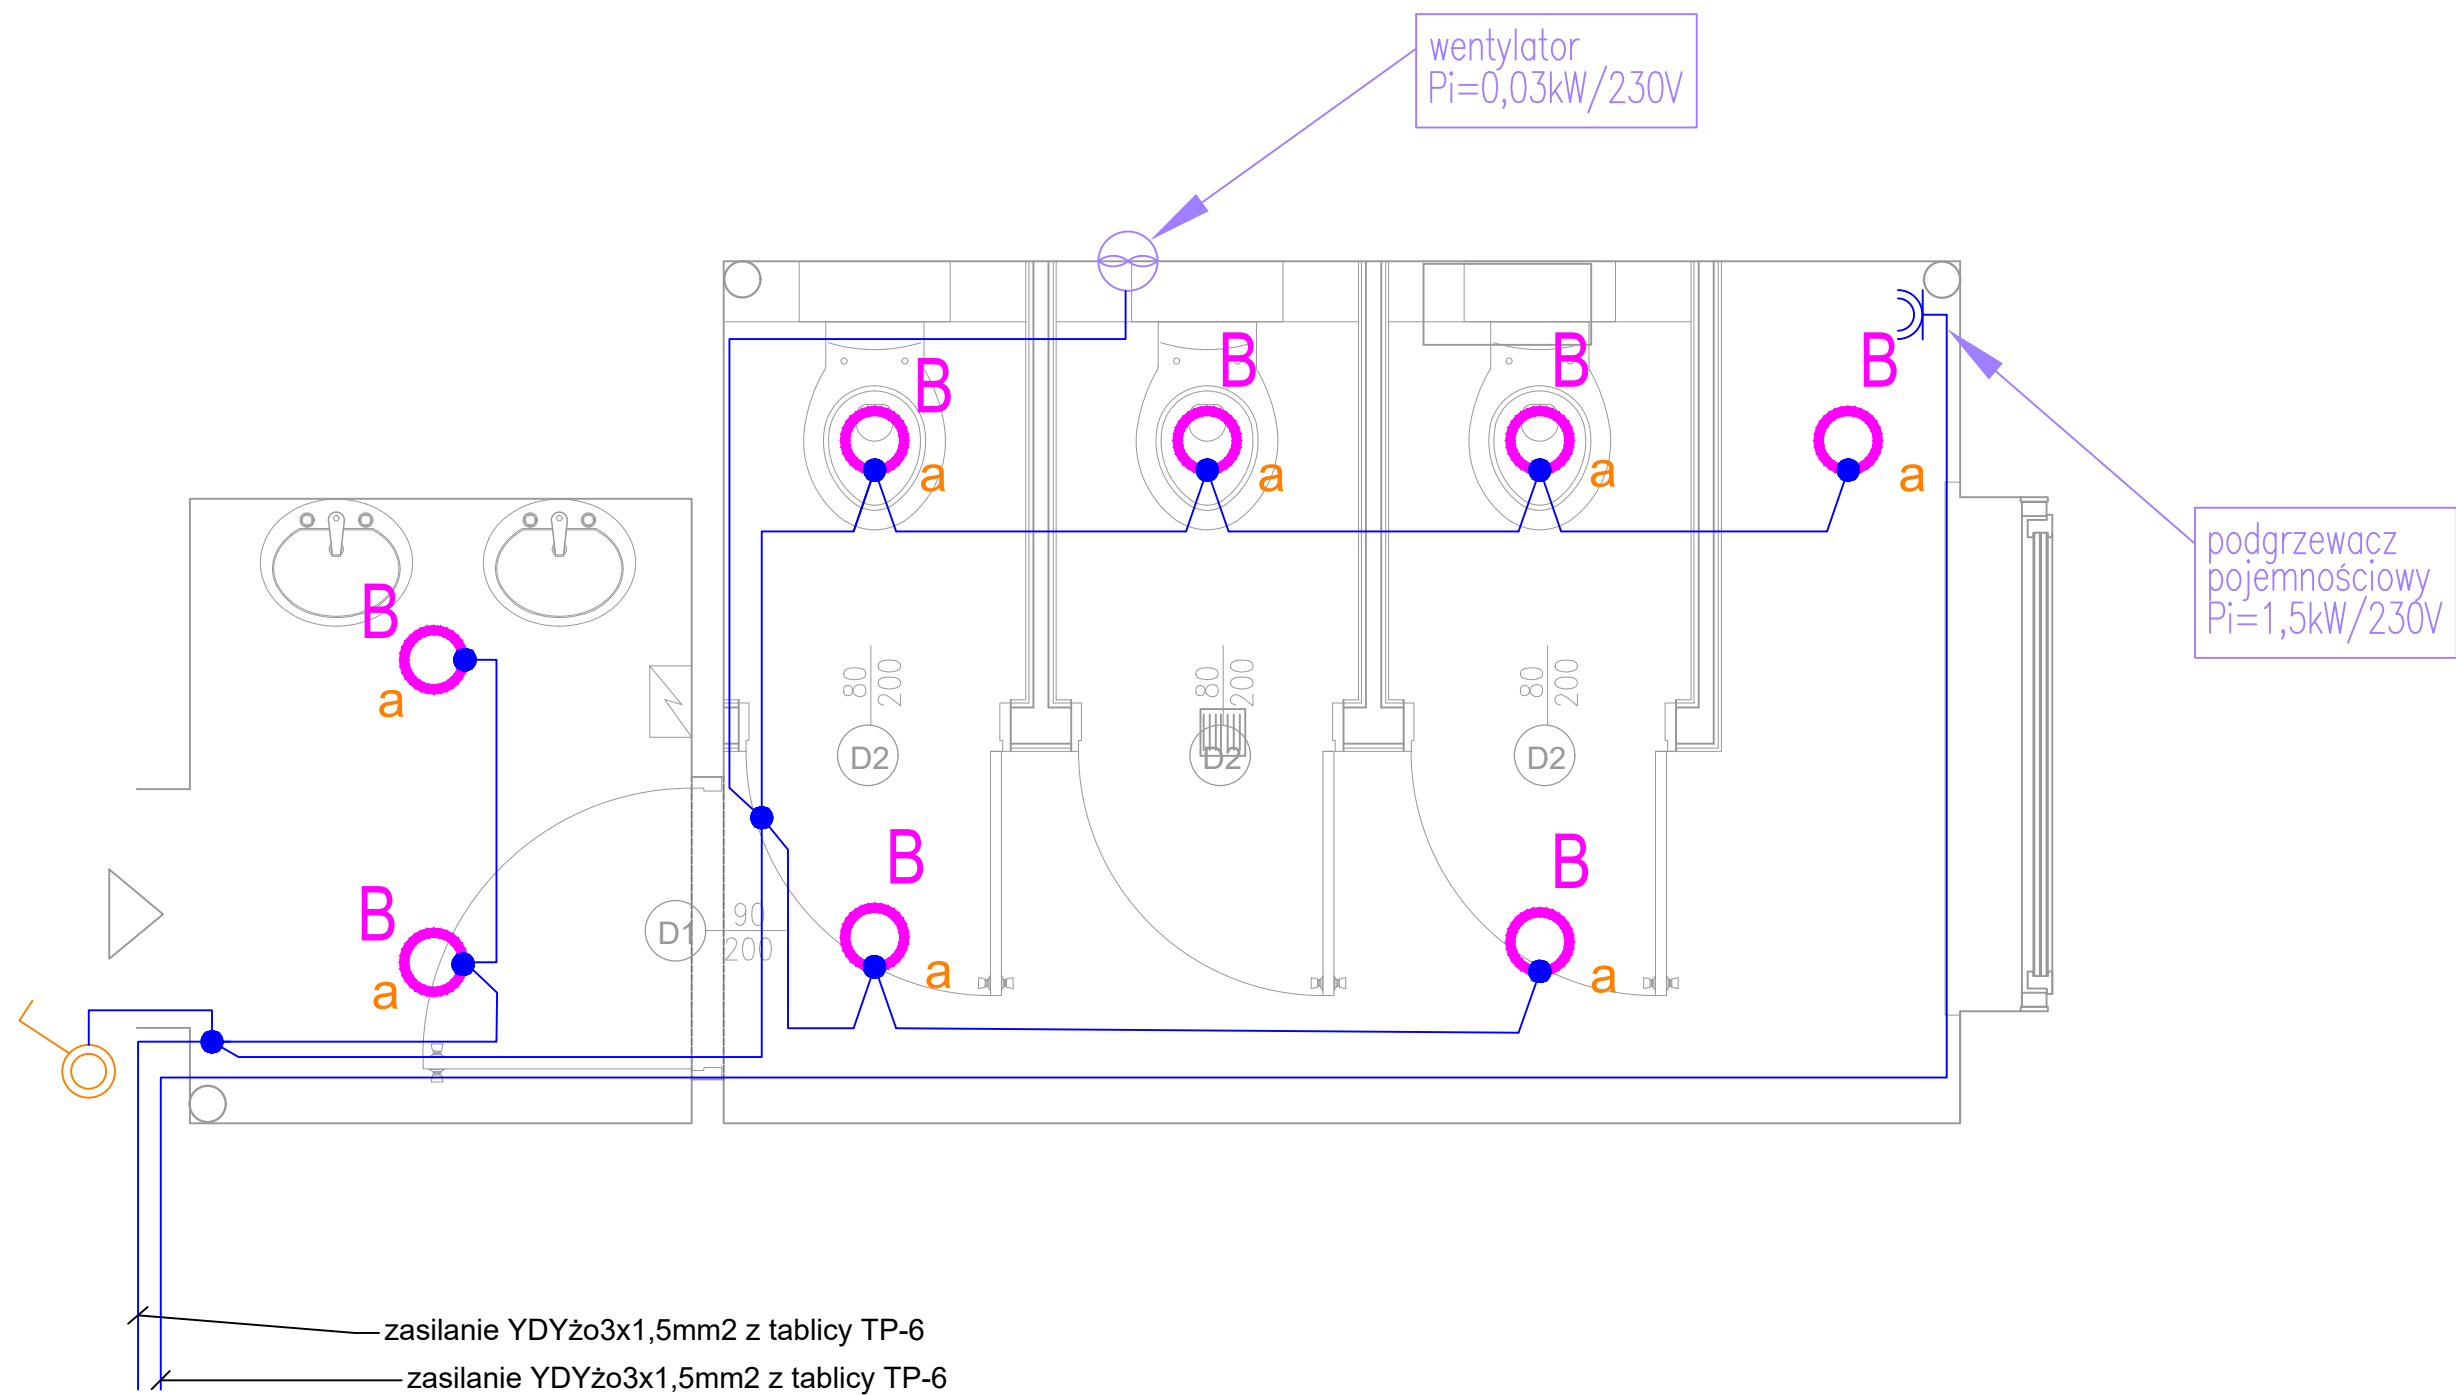 wentylator
Pi=0,03kW/230V
B
B
B
B
a
a
a
a
podgrzewacz
pojemnościowy
Pi=1,5kW/230V
B
a
80
200
80
200
80
200
D2
D2
D2
B
B
B
a
a
a
D1
90
200
zasilanie YDYżo3x1,5mm2 z tablicy TP-6
zasilanie YDYżo3x1,5mm2 z tablicy TP-6